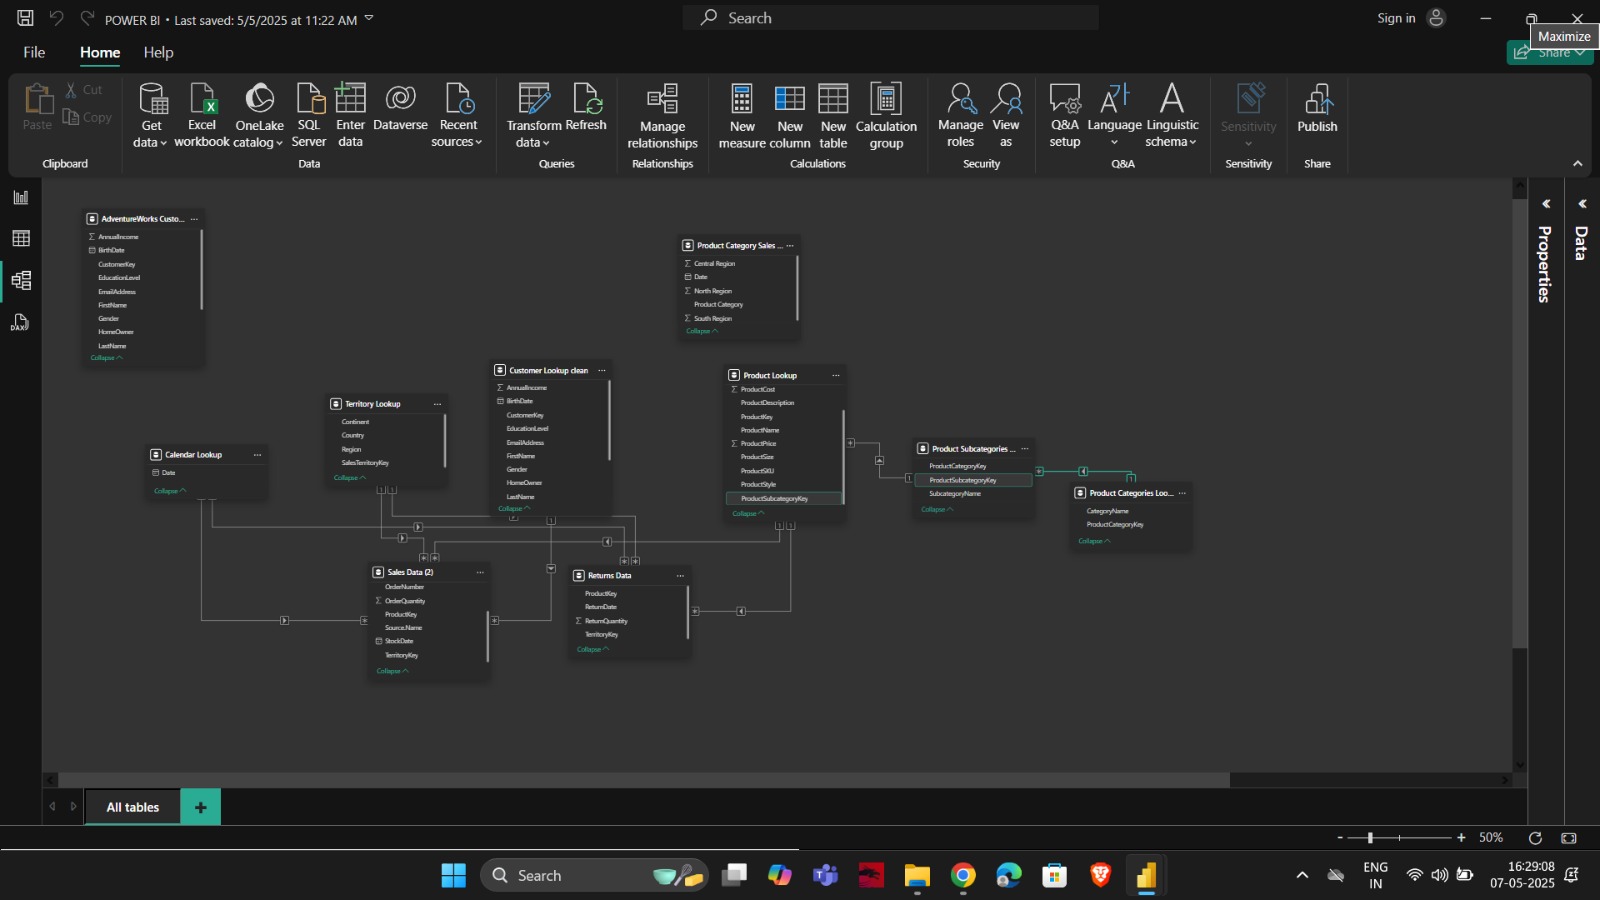 POWER BI • Last saved: 5/5/2025 at 11:22 AM
Search
Sign in
Maximize
File
Home
Help
Share
Paste
Cut
Copy
Clipboard
Get data
Excel workbook
OneLake catalog
SQL Server
Enter data
Dataverse
Recent sources
Data
Transform data
Refresh
Queries
Manage relationships
Relationships
New measure
New column
New table
Calculation group
Calculations
Manage roles
View as
Security
Q&A setup
Language
Linguistic schema
Q&A
Sensitivity
Sensitivity
Publish
Share
DAX
AdventureWorks Custo... ...
AnnualIncome
BirthDate
CustomerKey
EducationLevel
EmailAddress
FirstName
Gender
HomeOwner
LastName
Collapse
Product Category Sales ... ...
Central Region
Date
North Region
Product Category
South Region
Collapse
Calendar Lookup ...
Date
Collapse
Territory Lookup ...
Continent
Country
Region
SalesTerritoryKey
Collapse
Customer Lookup clean ...
AnnualIncome
BirthDate
CustomerKey
EducationLevel
EmailAddress
FirstName
Gender
HomeOwner
LastName
Collapse
Product Lookup ...
ProductCost
ProductDescription
ProductKey
ProductName
ProductPrice
ProductSize
ProductSKU
ProductStyle
ProductSubcategoryKey
Collapse
Product Subcategories ... ...
ProductCategoryKey
ProductSubcategoryKey
SubcategoryName
Collapse
Product Categories Loo... ...
CategoryName
ProductCategoryKey
Collapse
Sales Data (2) ...
OrderNumber
OrderQuantity
ProductKey
Source.Name
StockDate
TerritoryKey
Collapse
Returns Data ...
ProductKey
ReturnDate
ReturnQuantity
TerritoryKey
Collapse
Properties
Data
All tables
+
- + 50%
Search
ENG
IN
16:29:08
07-05-2025